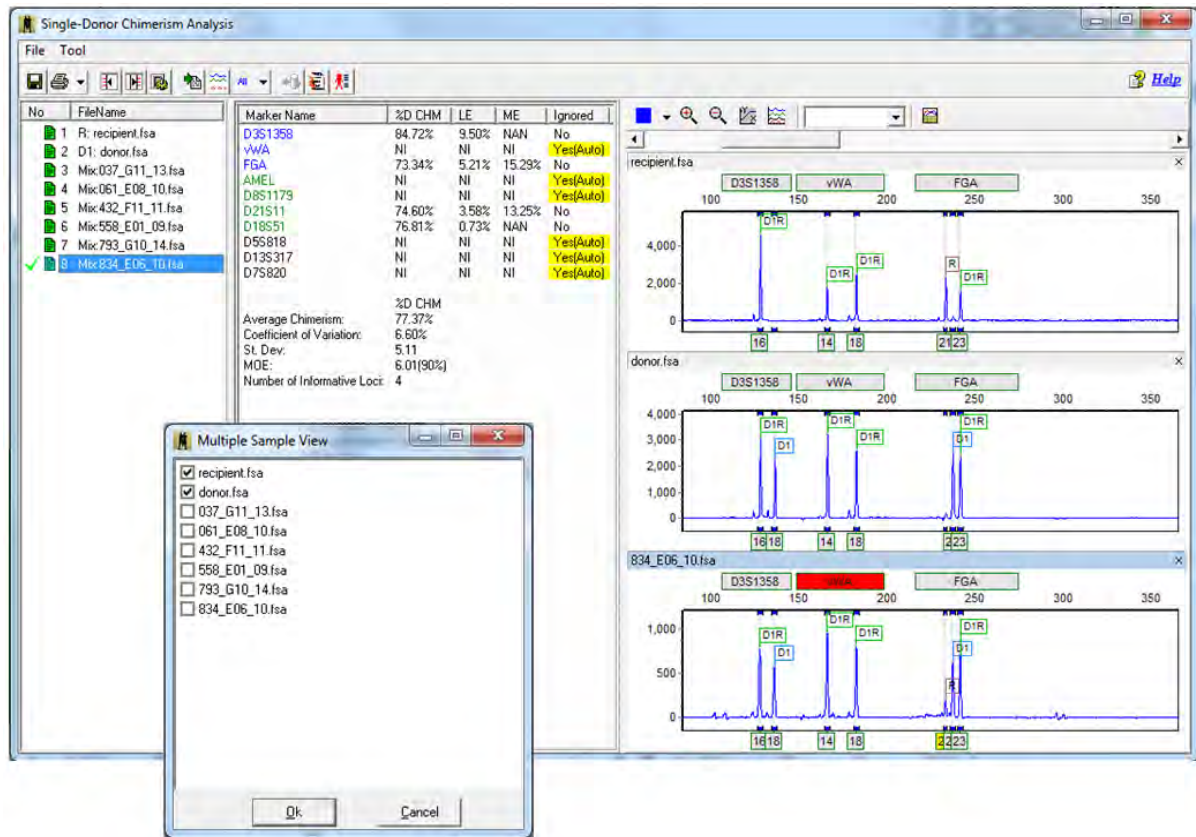 Single-Donor Chimerism Analysis
File Tool
All
Help
No FileName
1 R: recipient.fsa
2 D1: donor.fsa
3 Mix:037_G11_13.fsa
4 Mix:061_E08_10.fsa
5 Mix:432_F11_11.fsa
6 Mix:558_E01_09.fsa
7 Mix:793_G10_14.fsa
8 Mix:834_E06_10.fsa
Marker Name %D CHM LE ME Ignored
D3S1358 84.72% 9.50% NAN No
vWA NI NI NI Yes(Auto)
FGA 73.34% 5.21% 15.29% No
AMEL NI NI NI Yes(Auto)
D8S1179 NI NI NI Yes(Auto)
D21S11 74.60% 3.58% 13.25% No
D18S51 76.81% 0.73% NAN No
D5S818 NI NI NI Yes(Auto)
D13S317 NI NI NI Yes(Auto)
D7S820 NI NI NI Yes(Auto)
%D CHM
Average Chimerism: 77.37%
Coefficient of Variation: 6.60%
St. Dev: 5.11
MOE: 6.01(90%)
Number of Informative Loci: 4
recipient.fsa
D3S1358 vWA FGA
100 150 200 250 300 350
D1R
D1R D1R R D1R
4,000
2,000
0
16 14 18 21 23
donor.fsa
D3S1358 vWA FGA
100 150 200 250 300 350
4,000
D1R D1R D1R D1R
D1 D1
3,000
2,000
1,000
0
16 18 14 18 2 23
834_E06_10.fsa
D3S1358 vWA FGA
100 150 200 250 300 350
D1R D1R D1R D1R
D1 D1
R
1,000
500
0
16 18 14 18 2 2 23
Multiple Sample View
recipient.fsa
donor.fsa
037_G11_13.fsa
061_E08_10.fsa
432_F11_11.fsa
558_E01_09.fsa
793_G10_14.fsa
834_E06_10.fsa
Ok Cancel